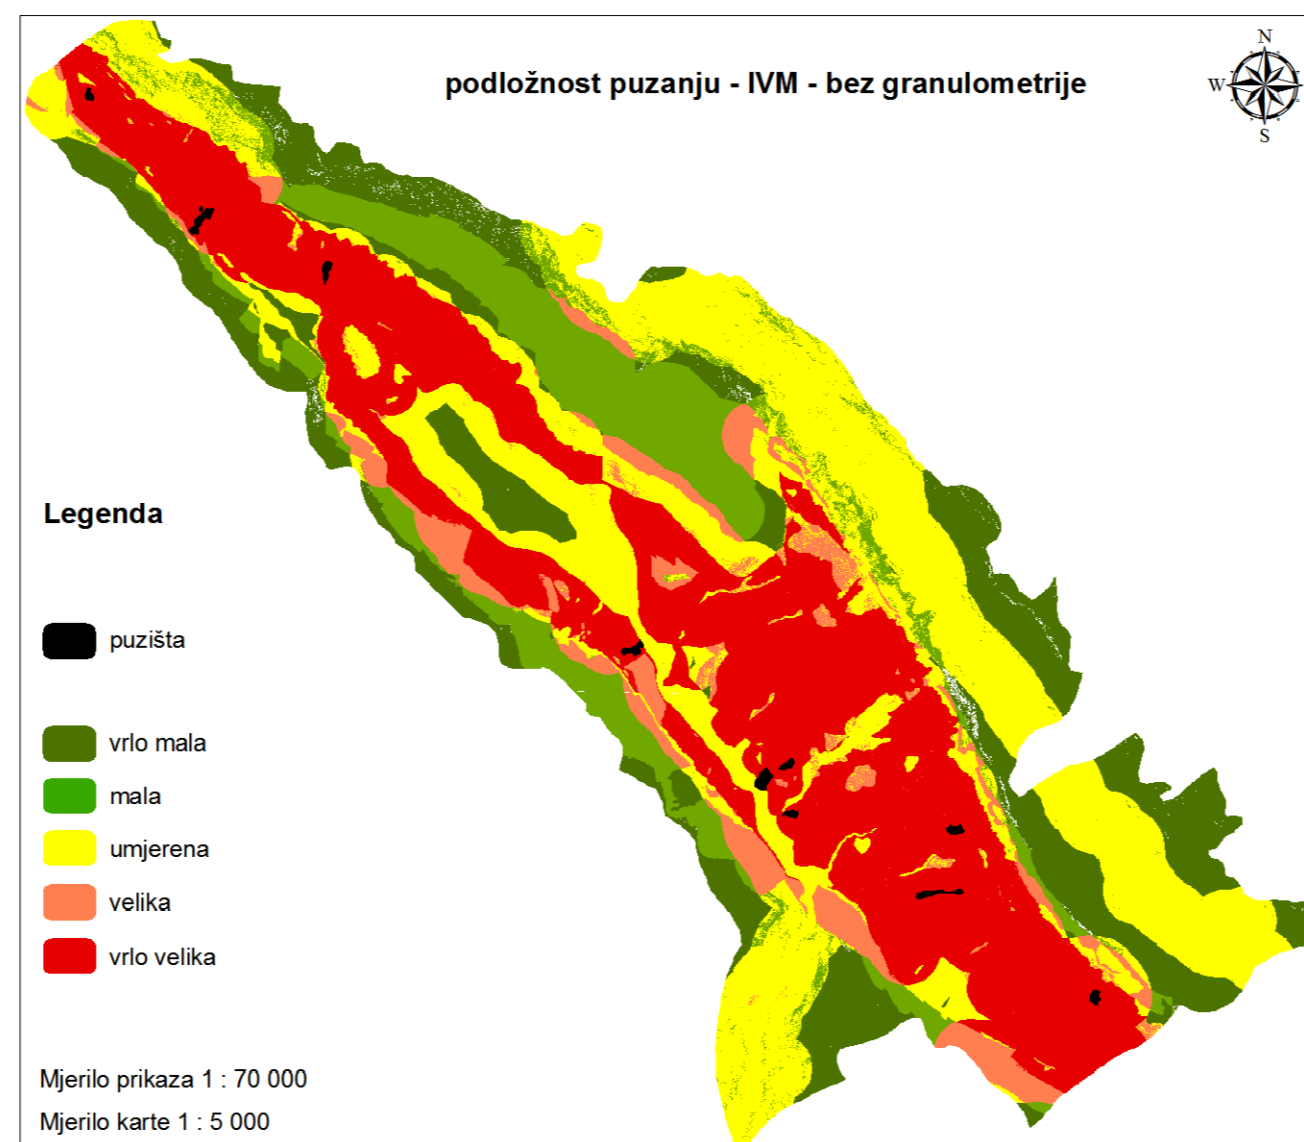 podložnost puzanju - IVM - bez granulometrije
N
W
S
Legenda
puzišta
vrlo mala
mala
umjerena
velika
vrlo velika
Mjerilo prikaza 1 : 70 000
Mjerilo karte 1 : 5 000